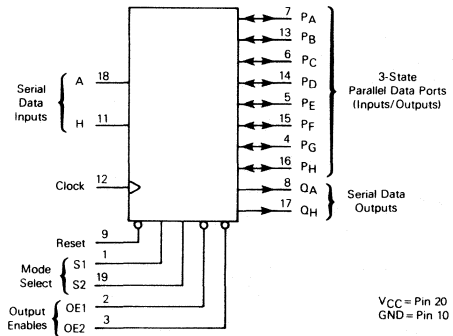 7 PA
13 PB
6 PC
14 PD
5 PE
15 PF
4 PG
16 PH
3-State
Parallel Data Ports
(Inputs/Outputs)
Serial
Data
Inputs
A 18
H 11
Clock 12
8 QA
17 QH
Serial Data
Outputs
Reset 9
Mode
Select
S1 1
S2 19
Output
Enables
OE1 2
OE2 3
VCC = Pin 20
GND = Pin 10